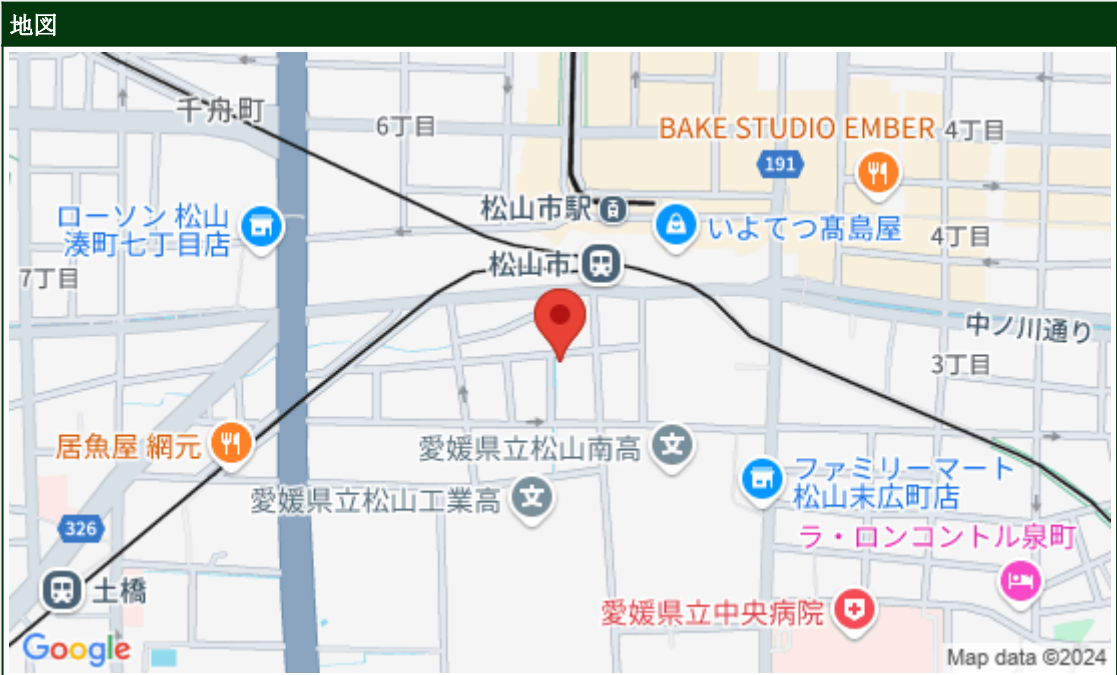 地図
千舟町
6丁目
BAKE STUDIO EMBER
4丁目
191
ローソン 松山
湊町七丁目店
松山市駅
いよてつ髙島屋
4丁目
7丁目
松山市
中ノ川通り
3丁目
居魚屋 網元
愛媛県立松山南高
愛媛県立松山工業高
ファミリーマート
松山末広町店
326
ラ・ロンコントル泉町
土橋
愛媛県立中央病院
Google
Map data ©2024